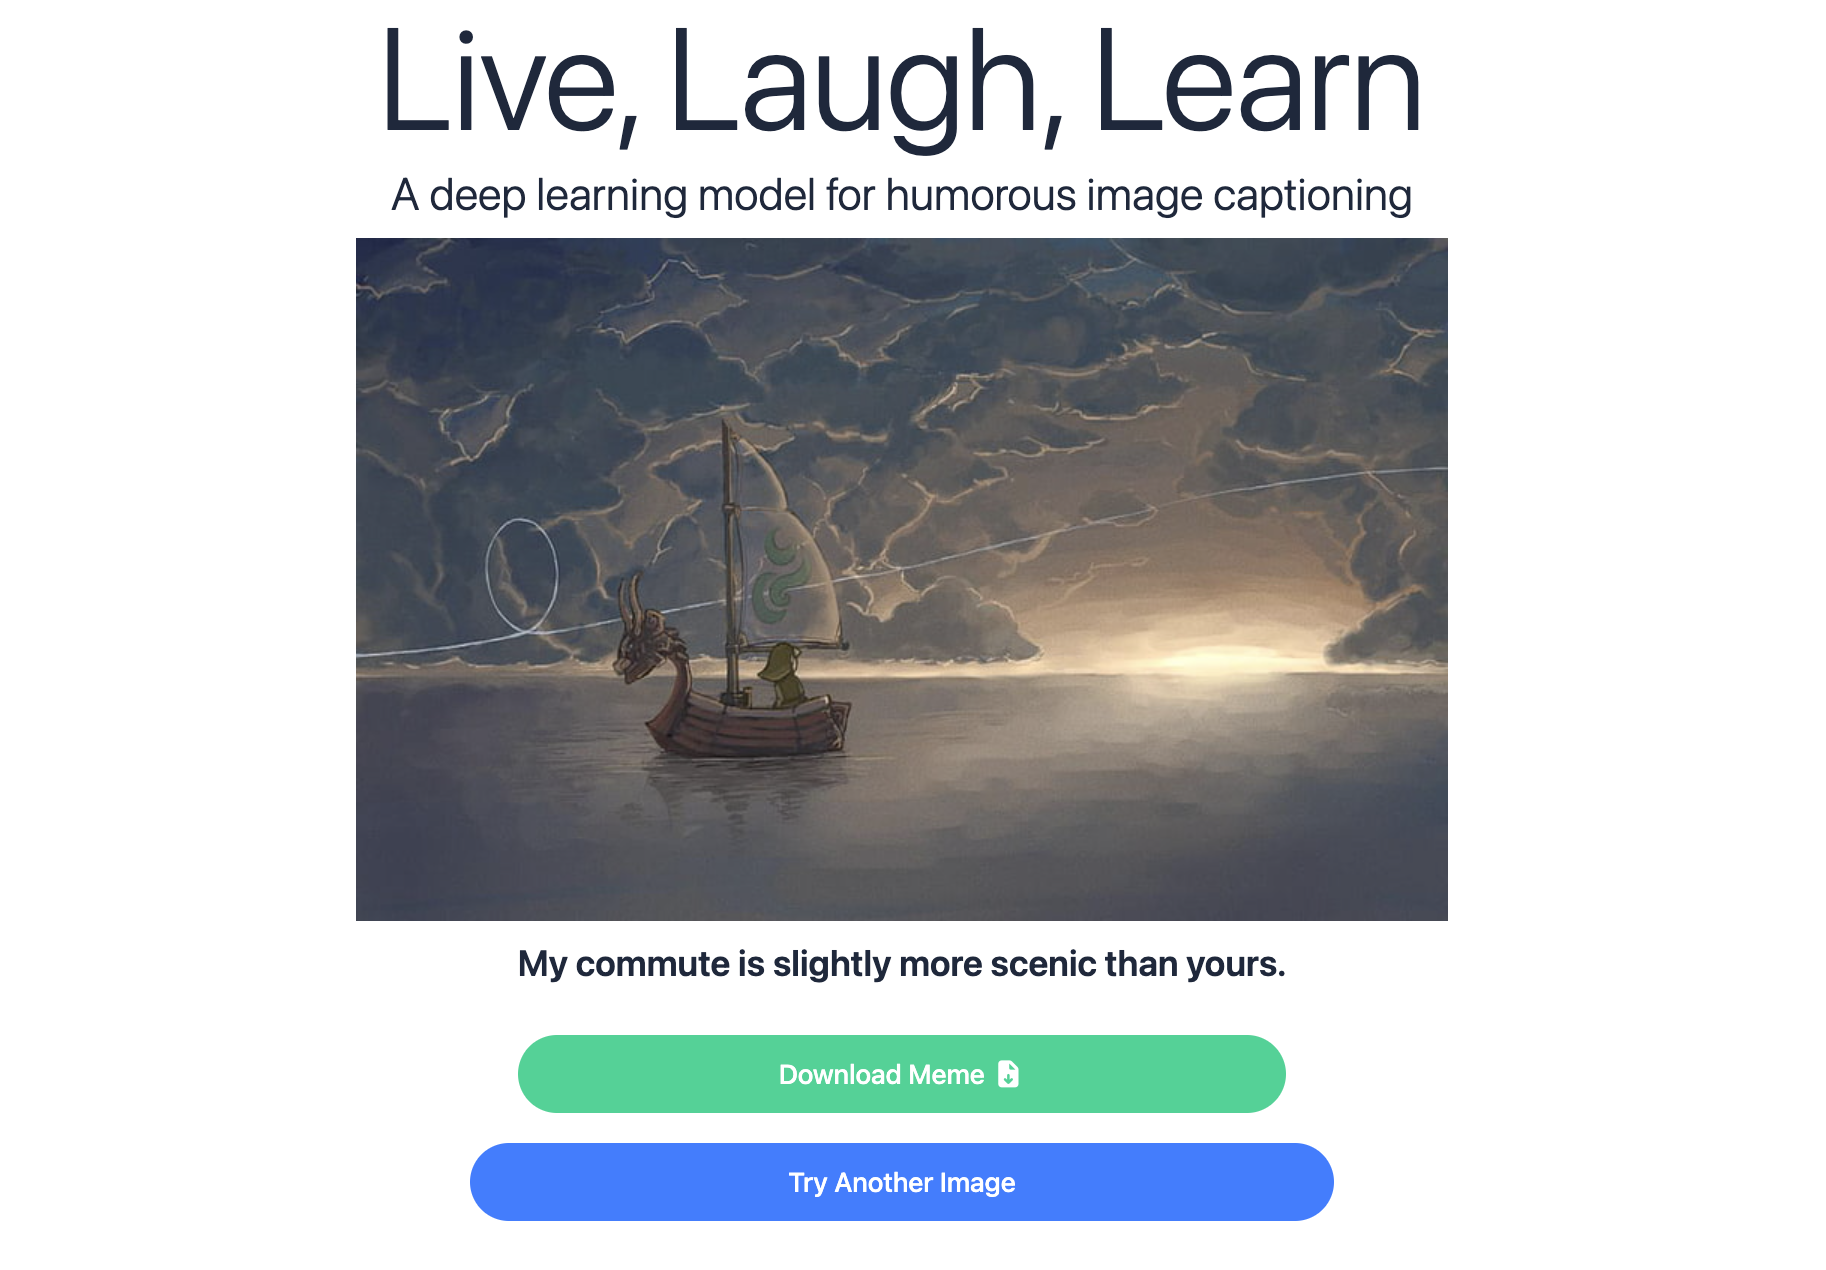 Live, Laugh, Learn
A deep learning model for humorous image captioning
My commute is slightly more scenic than yours.
Download Meme
Try Another Image